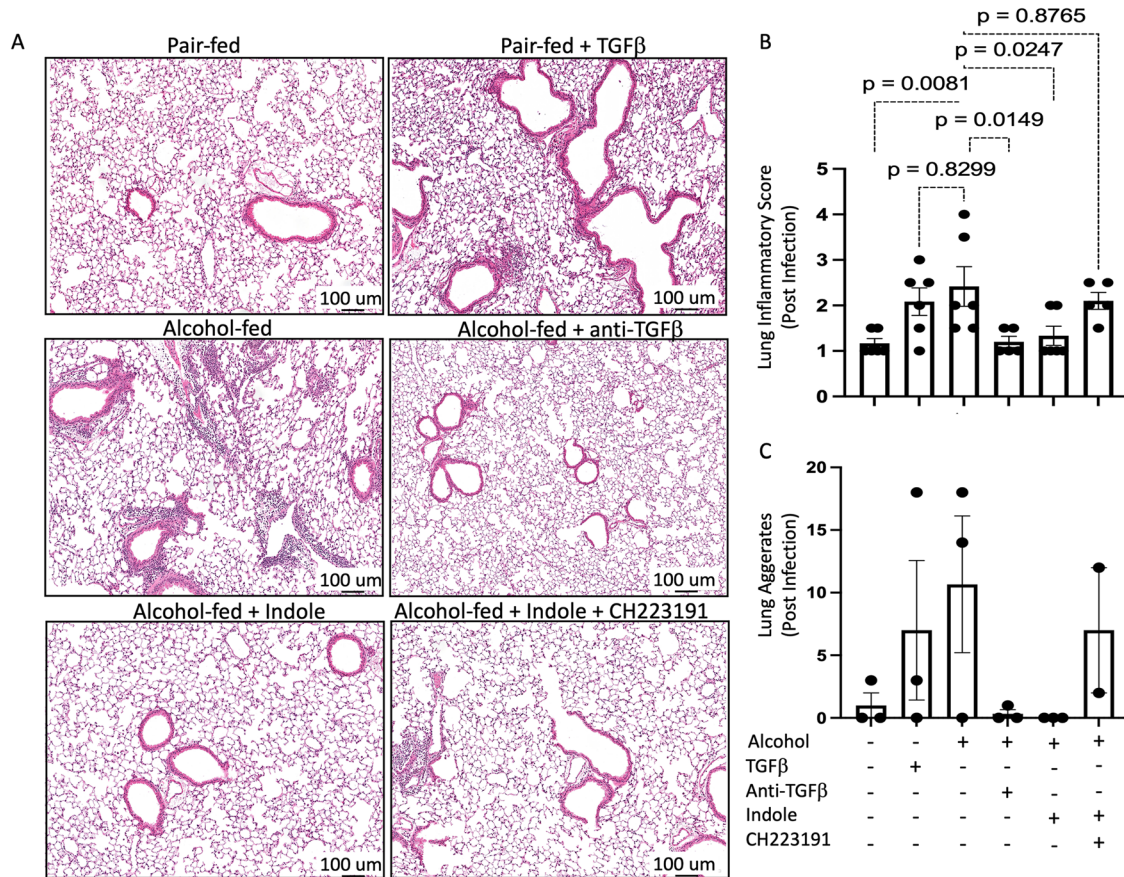 A
Pair-fed
Pair-fed + TGFβ
100 um
100 um
Alcohol-fed
Alcohol-fed + anti-TGFβ
100 um
100 um
Alcohol-fed + Indole
Alcohol-fed + Indole + CH223191
100 um
100 um
B
p = 0.8765
p = 0.0247
p = 0.0081
p = 0.0149
p = 0.8299
Lung Inflammatory Score
(Post Infection)
5
4
3
2
1
0
C
Lung Aggerates
(Post Infection)
20
15
10
5
0
Alcohol - - + + + +
TGFβ - + - - - -
Anti-TGFβ - - - + - -
Indole - - - - + +
CH223191 - - - - - +